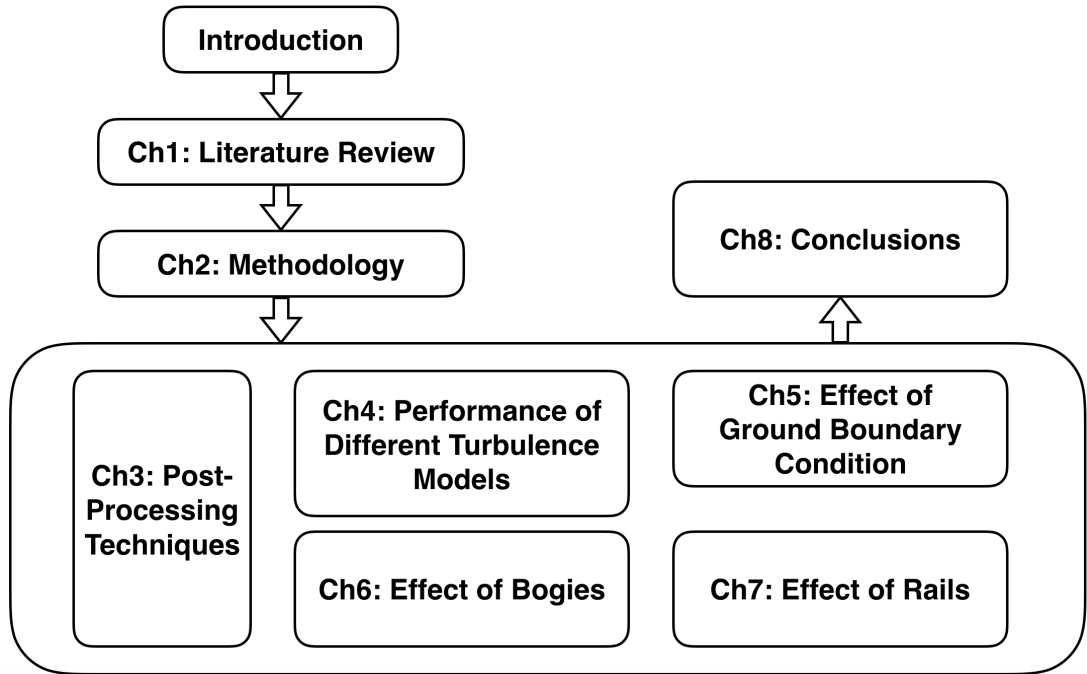 Introduction
Ch1: Literature Review
Ch2: Methodology
Ch3: Post-
Processing
Techniques
Ch4: Performance of
Different Turbulence
Models
Ch5: Effect of
Ground Boundary
Condition
Ch6: Effect of Bogies
Ch7: Effect of Rails
Ch8: Conclusions